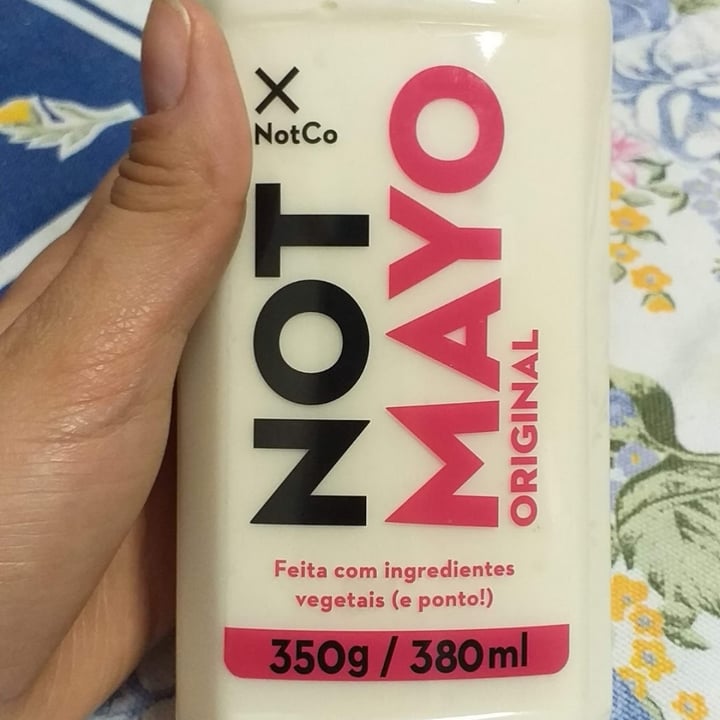 NotCo
NOT
MAYO
ORIGINAL
Feita com ingredientes
vegetais (e ponto!)
350g / 380ml